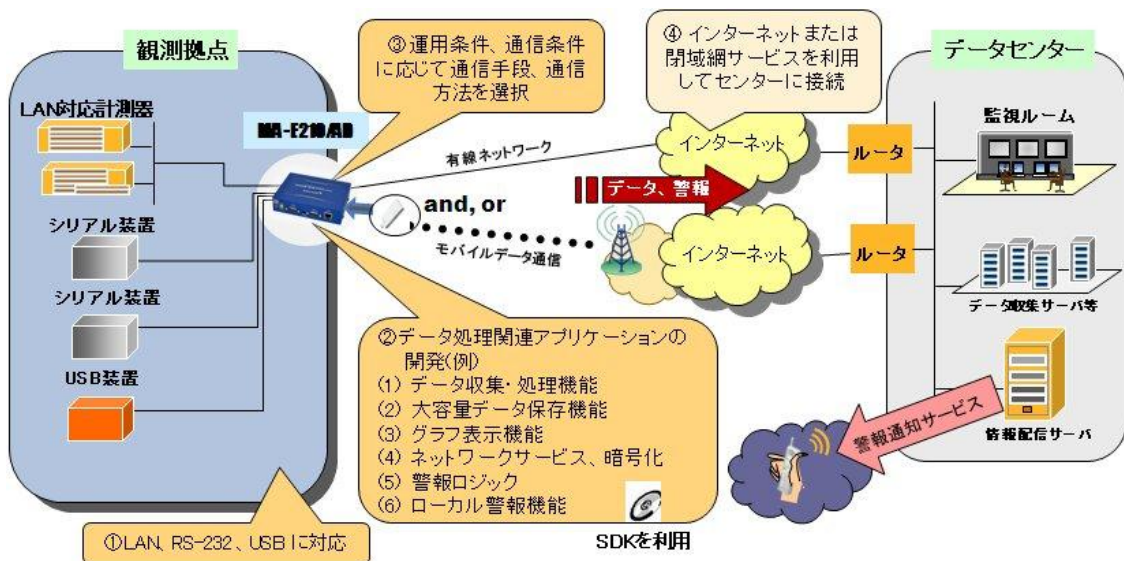 観測拠点
LAN対応計測器
シリアル装置
シリアル装置
USB装置
①LAN、RS-232、USBに対応
MA-E210/AD
③運用条件、通信条件
に応じて通信手段、通信
方法を選択
有線ネットワーク
and, or
モバイルデータ通信
②データ処理関連アプリケーションの
開発(例)
(1) データ収集・処理機能
(2) 大容量データ保存機能
(3) グラフ表示機能
(4) ネットワークサービス、暗号化
(5) 警報ロジック
(6) ローカル警報機能
SDKを利用
④ インターネットまたは
閉域網サービスを利用
してセンターに接続
インターネット
データ、警報
インターネット
ルータ
ルータ
データセンター
監視ルーム
データ収集サーバ等
情報配信サーバ
警報通知サービス